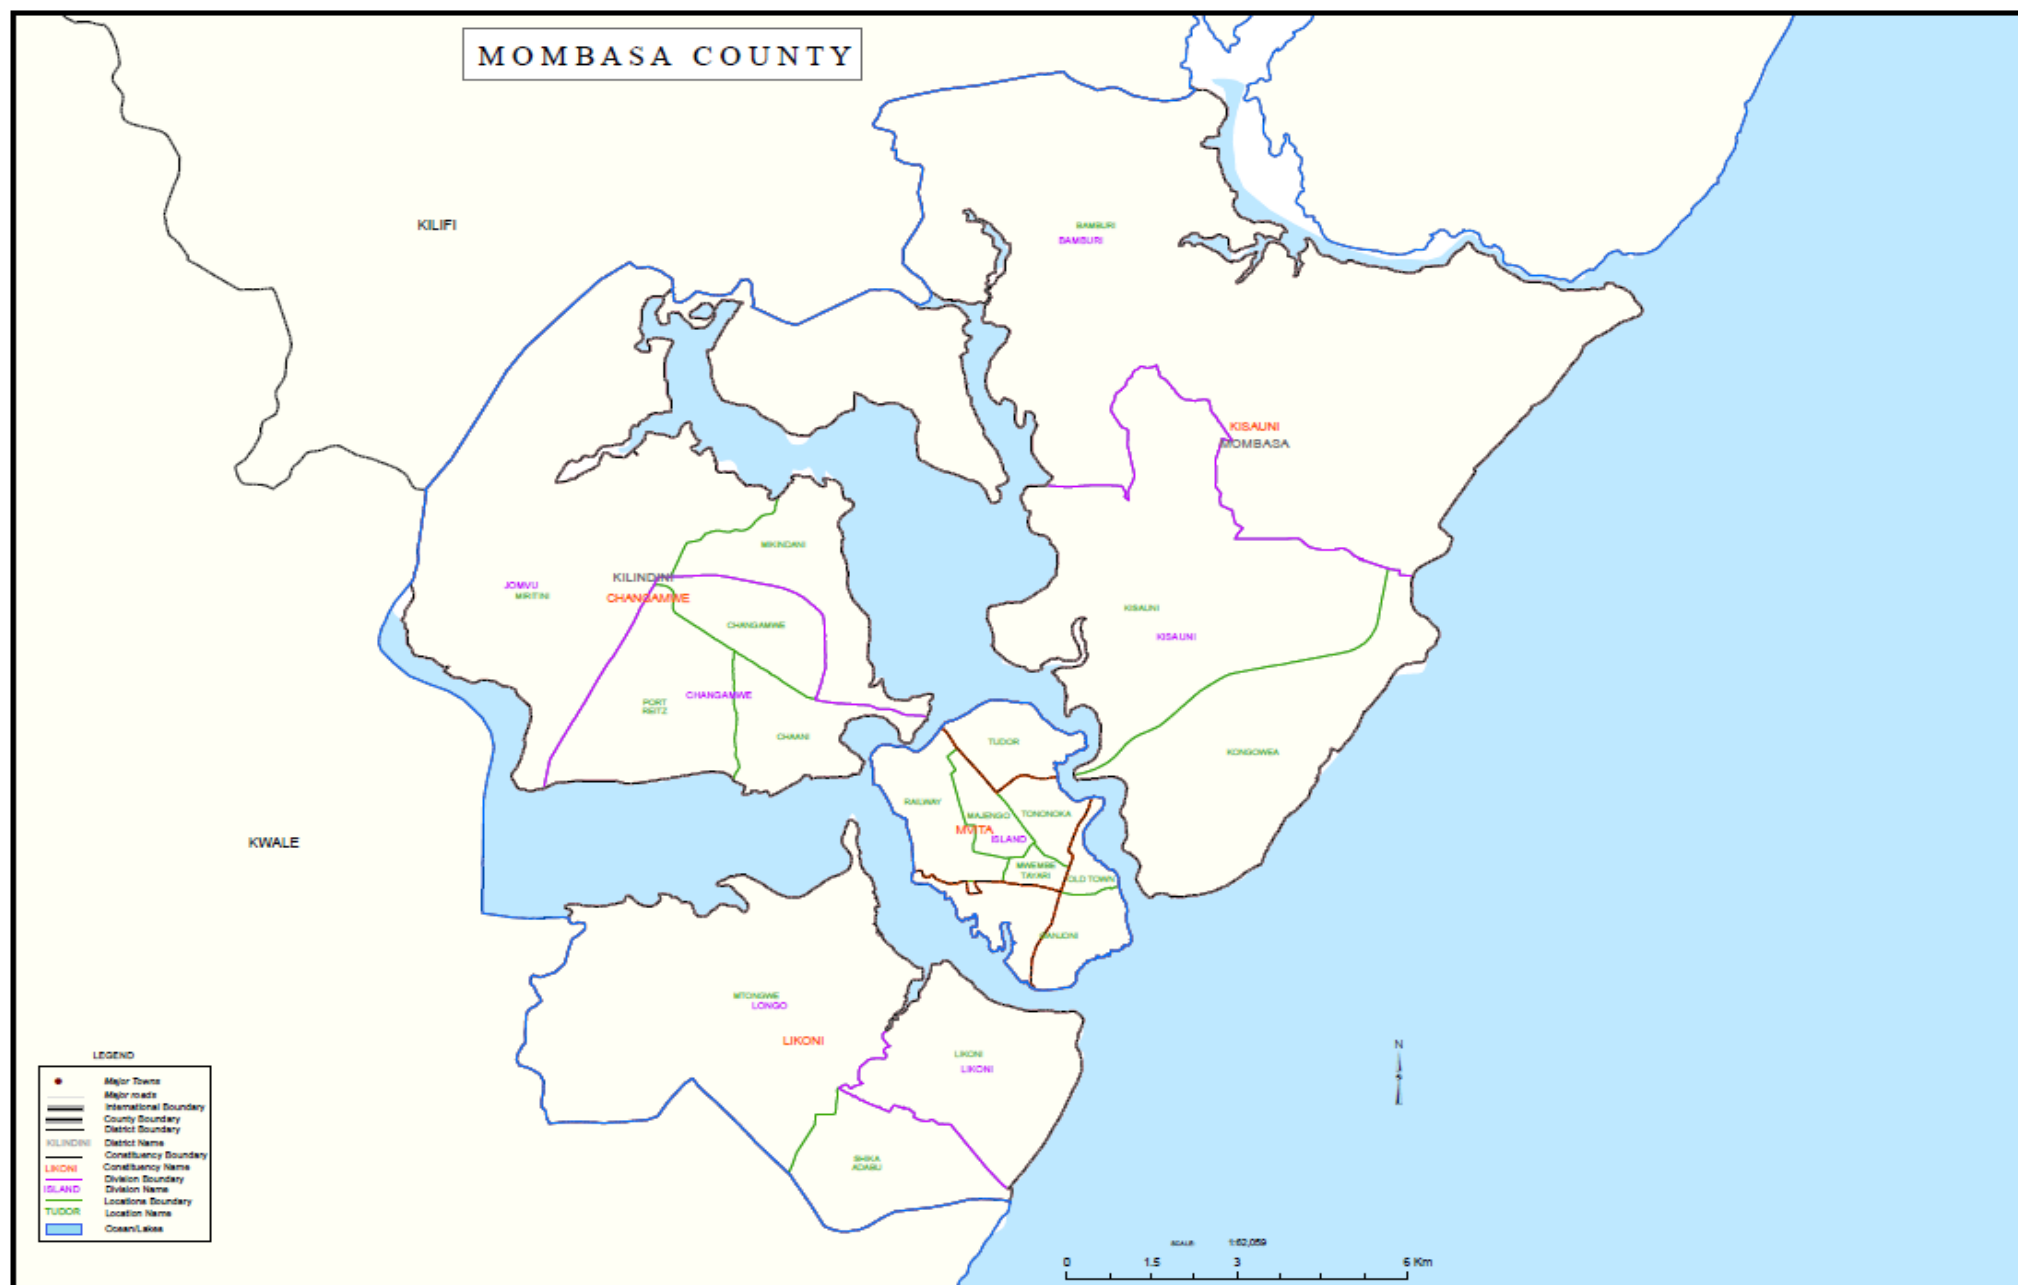 MOMBASA COUNTY
KILIFI
BAMBURI
BAMBURI
KISAUNI
MOMBASA
MIKINDANI
KILINDINI
JOMVU
MIRITINI
CHANGAMWE
CHANGAMWE
KISAUNI
KISAUNI
CHANGAMWE
PORT
REITZ
CHAANI
TUDOR
KONGOWEA
RAILWAY
MAJENGO
TONONOKA
MVITA
ISLAND
KWALE
MWEMBE
TAYARI
OLD TOWN
GANJONI
MTONGWE
LONGO
LIKONI
LIKONI
LIKONI
SHIKA
ADABU
N
LEGEND
Major Towns
Major roads
International Boundary
County Boundary
District Boundary
KILINDINI District Name
Constituency Boundary
LIKONI Constituency Name
Division Boundary
ISLAND Division Name
Locations Boundary
TUDOR Location Name
Ocean/Lakes
SCALE 1:62,059
0 1.5 3 6 Km